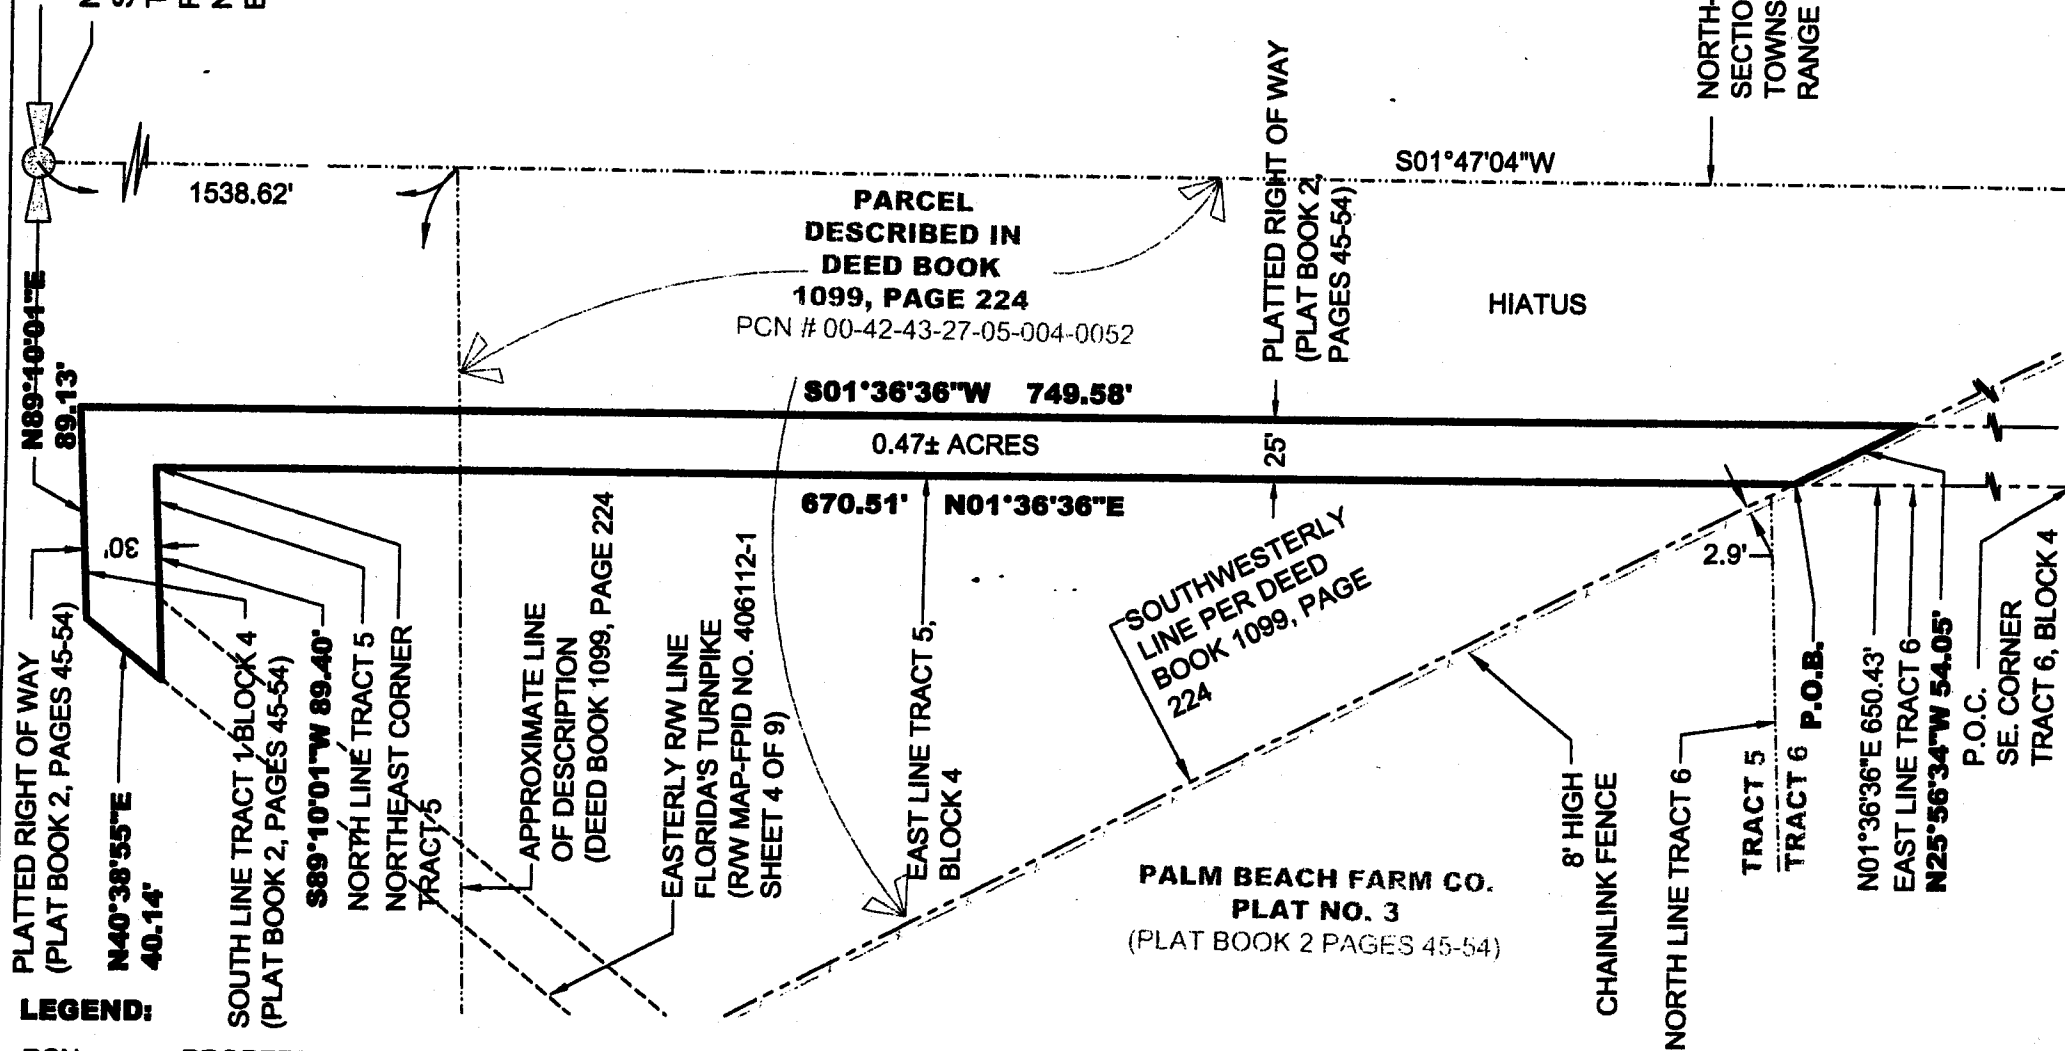 1538.62'
S01°47'04"W
NORTH-
SECTIO
TOWNS
RANGE
PARCEL
DESCRIBED IN
DEED BOOK
1099, PAGE 224
PCN # 00-42-43-27-05-004-0052
PLATTED RIGHT OF WAY
(PLAT BOOK 2,
PAGES 45-54)
HIATUS
N89°10'01"E
89.13'
S01°36'36"W 749.58'
0.47± ACRES
25'
670.51' N01°36'36"E
30'
PLATTED RIGHT OF WAY
(PLAT BOOK 2, PAGES 45-54)
N40°38'55"E
40.14'
SOUTH LINE TRACT 1 BLOCK 4
(PLAT BOOK 2, PAGES 45-54)
S89°10'01"W 89.40'
NORTH LINE TRACT 5
NORTHEAST CORNER
TRACT 5
APPROXIMATE LINE
OF DESCRIPTION
(DEED BOOK 1099, PAGE 224
EASTERLY R/W LINE
FLORIDA'S TURNPIKE
(R/W MAP-FPID NO. 406112-1
SHEET 4 OF 9)
EAST LINE TRACT 5,
BLOCK 4
SOUTHWESTERLY
LINE PER DEED
BOOK 1099, PAGE
224
2.9'
8' HIGH
CHAINLINK FENCE
NORTH LINE TRACT 6
TRACT 5
TRACT 6
P.O.B.
N01°36'36"E 650.43'
EAST LINE TRACT 6
N25°56'34"W 54.05'
P.O.C.
SE. CORNER
TRACT 6, BLOCK 4
PALM BEACH FARM CO.
PLAT NO. 3
(PLAT BOOK 2 PAGES 45-54)
LEGEND: